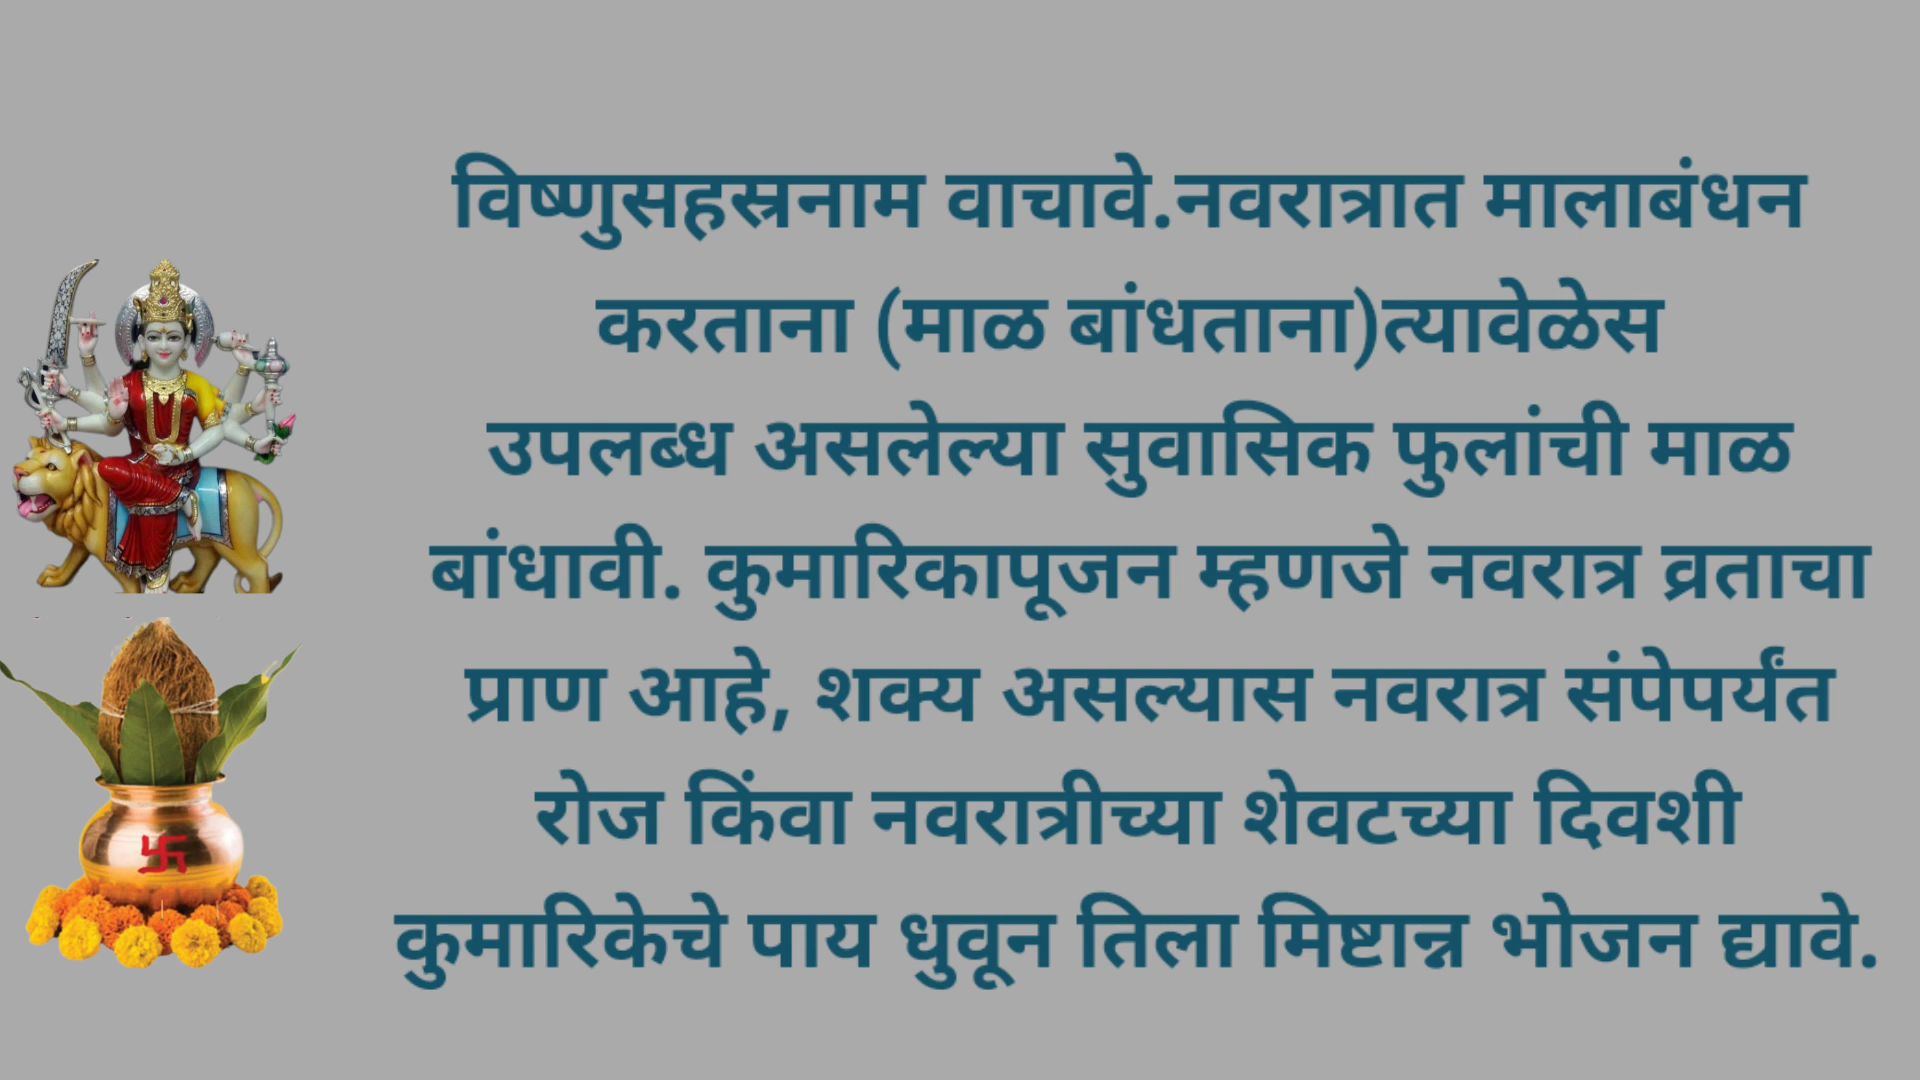 विष्णुसहस्रनाम वाचावे.नवरात्रात मालाबंधन
करताना (माळ बांधताना)त्यावेळेस
उपलब्ध असलेल्या सुवासिक फुलांची माळ
बांधावी. कुमारिकापूजन म्हणजे नवरात्र व्रताचा
प्राण आहे, शक्य असल्यास नवरात्र संपेपर्यंत
रोज किंवा नवरात्रीच्या शेवटच्या दिवशी
कुमारिकेचे पाय धुवून तिला मिष्टान्न भोजन द्यावे.